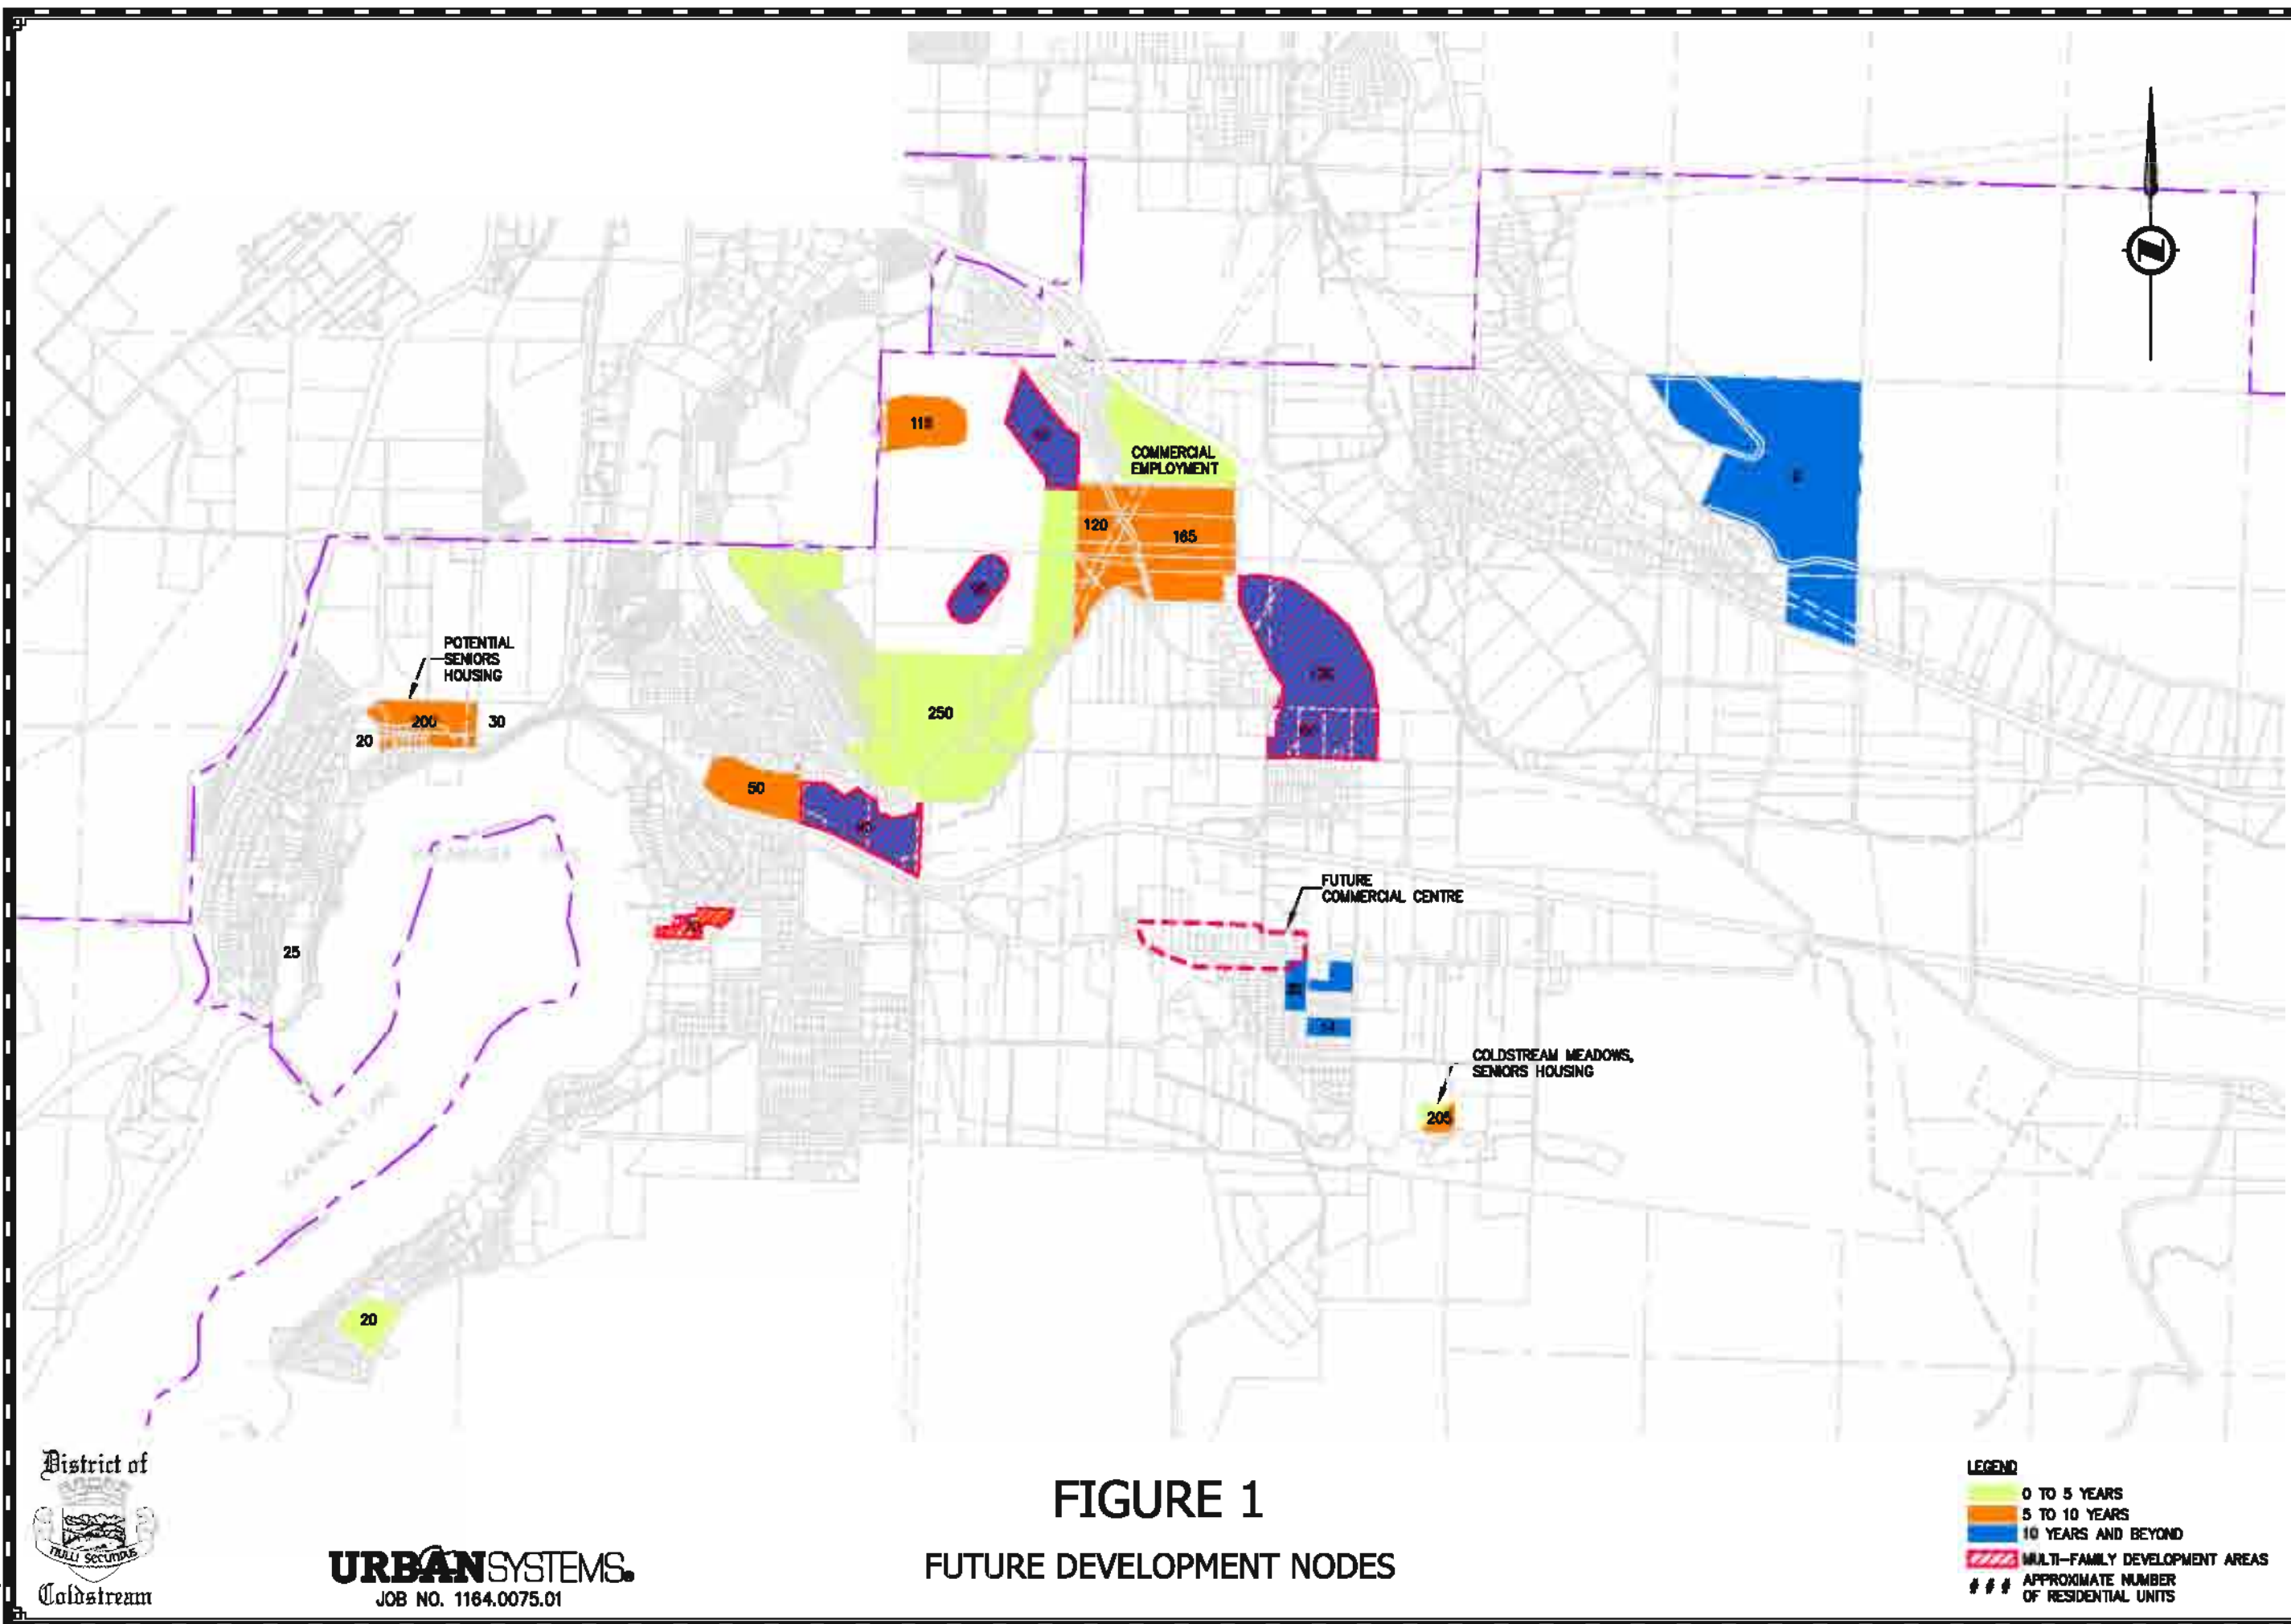 COMMERCIAL
EMPLOYMENT
120
165
POTENTIAL
SENIORS
HOUSING
200
30
20
250
50
FUTURE
COMMERCIAL CENTRE
25
COLDSTREAM MEADOWS,
SENIORS HOUSING
205
20
District of
NULLI SECUNDUS
Coldstream
URBANSYSTEMS.
JOB NO. 1164.0075.01
FIGURE 1
FUTURE DEVELOPMENT NODES
LEGEND
0 TO 5 YEARS
5 TO 10 YEARS
10 YEARS AND BEYOND
MULTI-FAMILY DEVELOPMENT AREAS
# # # APPROXIMATE NUMBER
OF RESIDENTIAL UNITS